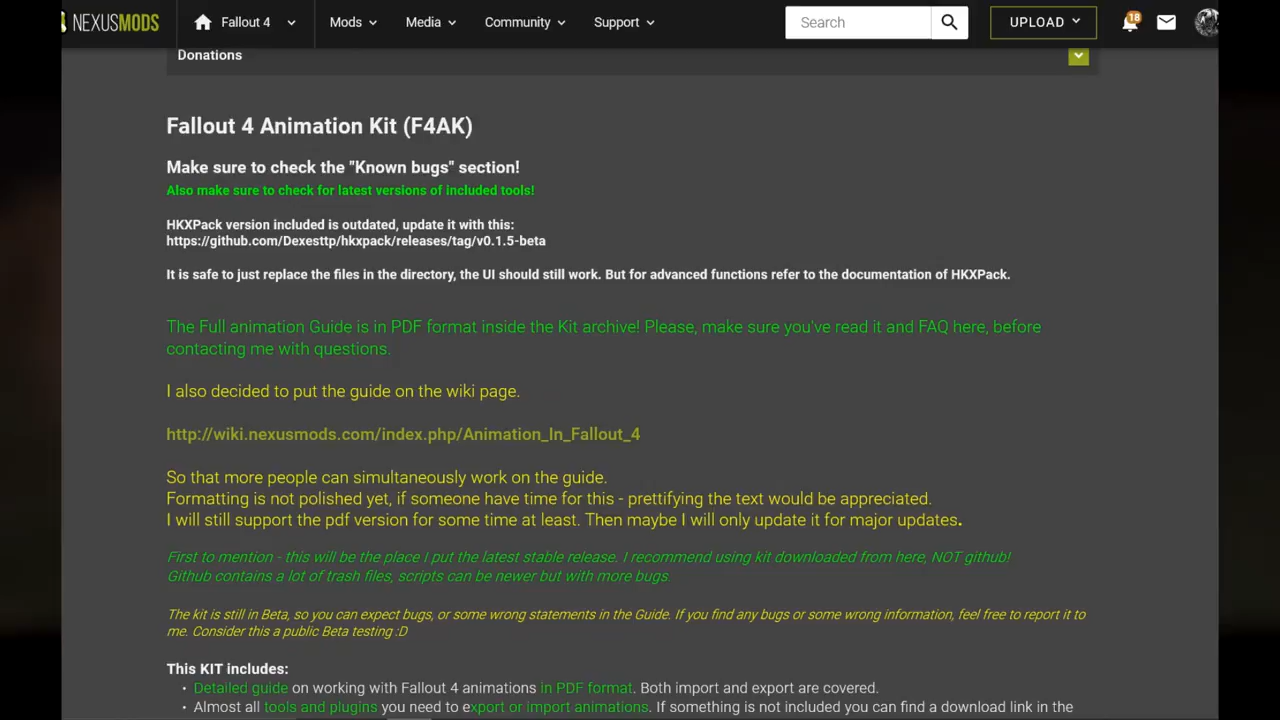 NEXUSMODS Fallout 4 Mods Media Community Support Search UPLOAD 18
Donations
Fallout 4 Animation Kit (F4AK)
Make sure to check the "Known bugs" section!
Also make sure to check for latest versions of included tools!
HKXPack version included is outdated, update it with this:
https://github.com/Dexesttp/hkxpack/releases/tag/v0.1.5-beta
It is safe to just replace the files in the directory, the UI should still work. But for advanced functions refer to the documentation of HKXPack.
The Full animation Guide is in PDF format inside the Kit archive! Please, make sure you've read it and FAQ here, before
contacting me with questions.
I also decided to put the guide on the wiki page.
http://wiki.nexusmods.com/index.php/Animation_In_Fallout_4
So that more people can simultaneously work on the guide.
Formatting is not polished yet, if someone have time for this - prettifying the text would be appreciated.
I will still support the pdf version for some time at least. Then maybe I will only update it for major updates.
First to mention - this will be the place I put the latest stable release. I recommend using kit downloaded from here, NOT github!
Github contains a lot of trash files, scripts can be newer but with more bugs.
The kit is still in Beta, so you can expect bugs, or some wrong statements in the Guide. If you find any bugs or some wrong information, feel free to report it to
me. Consider this a public Beta testing :D
This KIT includes:
• Detailed guide on working with Fallout 4 animations in PDF format. Both import and export are covered.
• Almost all tools and plugins you need to export or import animations. If something is not included you can find a download link in the